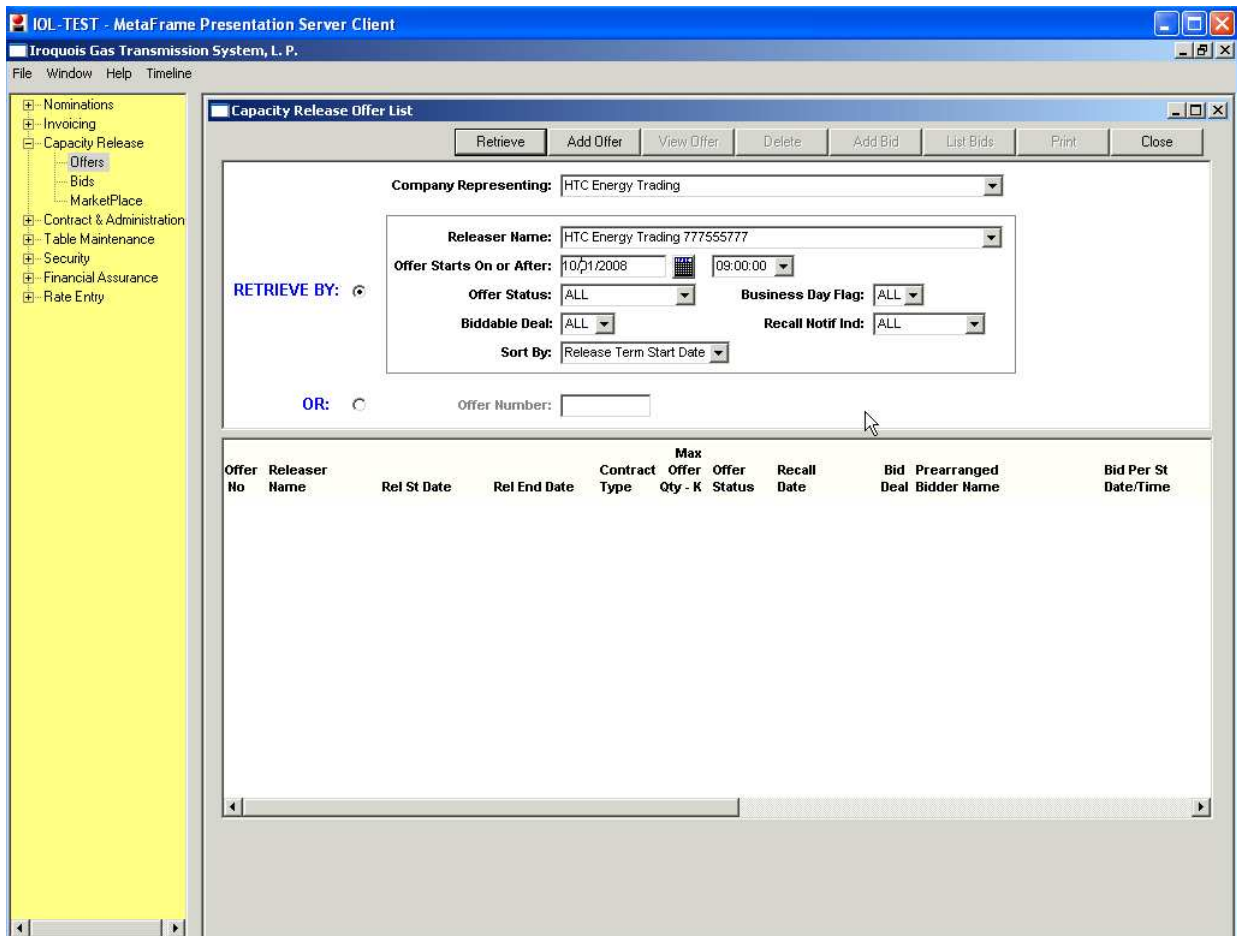 IOL-TEST - MetaFrame Presentation Server Client
Iroquois Gas Transmission System, L. P.
File Window Help Timeline
Nominations
Invoicing
Capacity Release
Offers
Bids
MarketPlace
Contract & Administration
Table Maintenance
Security
Financial Assurance
Rate Entry
Capacity Release Offer List
Retrieve Add Offer View Offer Delete Add Bid List Bids Print Close
Company Representing: HTC Energy Trading
Releaser Name: HTC Energy Trading 777555777
Offer Starts On or After: 10/01/2008 09:00:00
RETRIEVE BY:
Offer Status: ALL Business Day Flag: ALL
Biddable Deal: ALL Recall Notif Ind: ALL
Sort By: Release Term Start Date
OR: Offer Number:
Max
Offer Releaser Contract Offer Offer Recall Bid Prearranged Bid Per St
No Name Rel St Date Rel End Date Type Qty - K Status Date Deal Bidder Name Date/Time